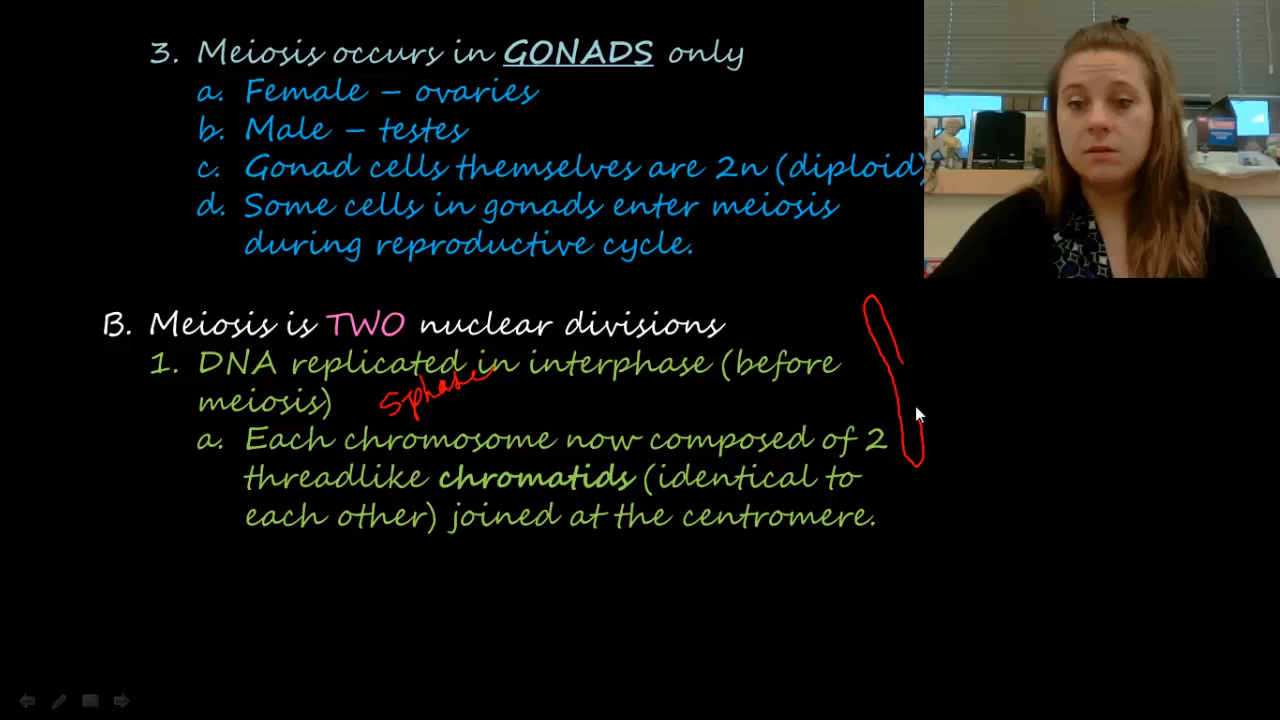 3. Meiosis occurs in GONADS only
a. Female – ovaries
b. Male – testes
c. Gonad cells themselves are 2n (diploid)
d. Some cells in gonads enter meiosis
during reproductive cycle.
B. Meiosis is TWO nuclear divisions
1. DNA replicated in interphase (before
meiosis)
S phase
a. Each chromosome now composed of 2
threadlike chromatids (identical to
each other) joined at the centromere.